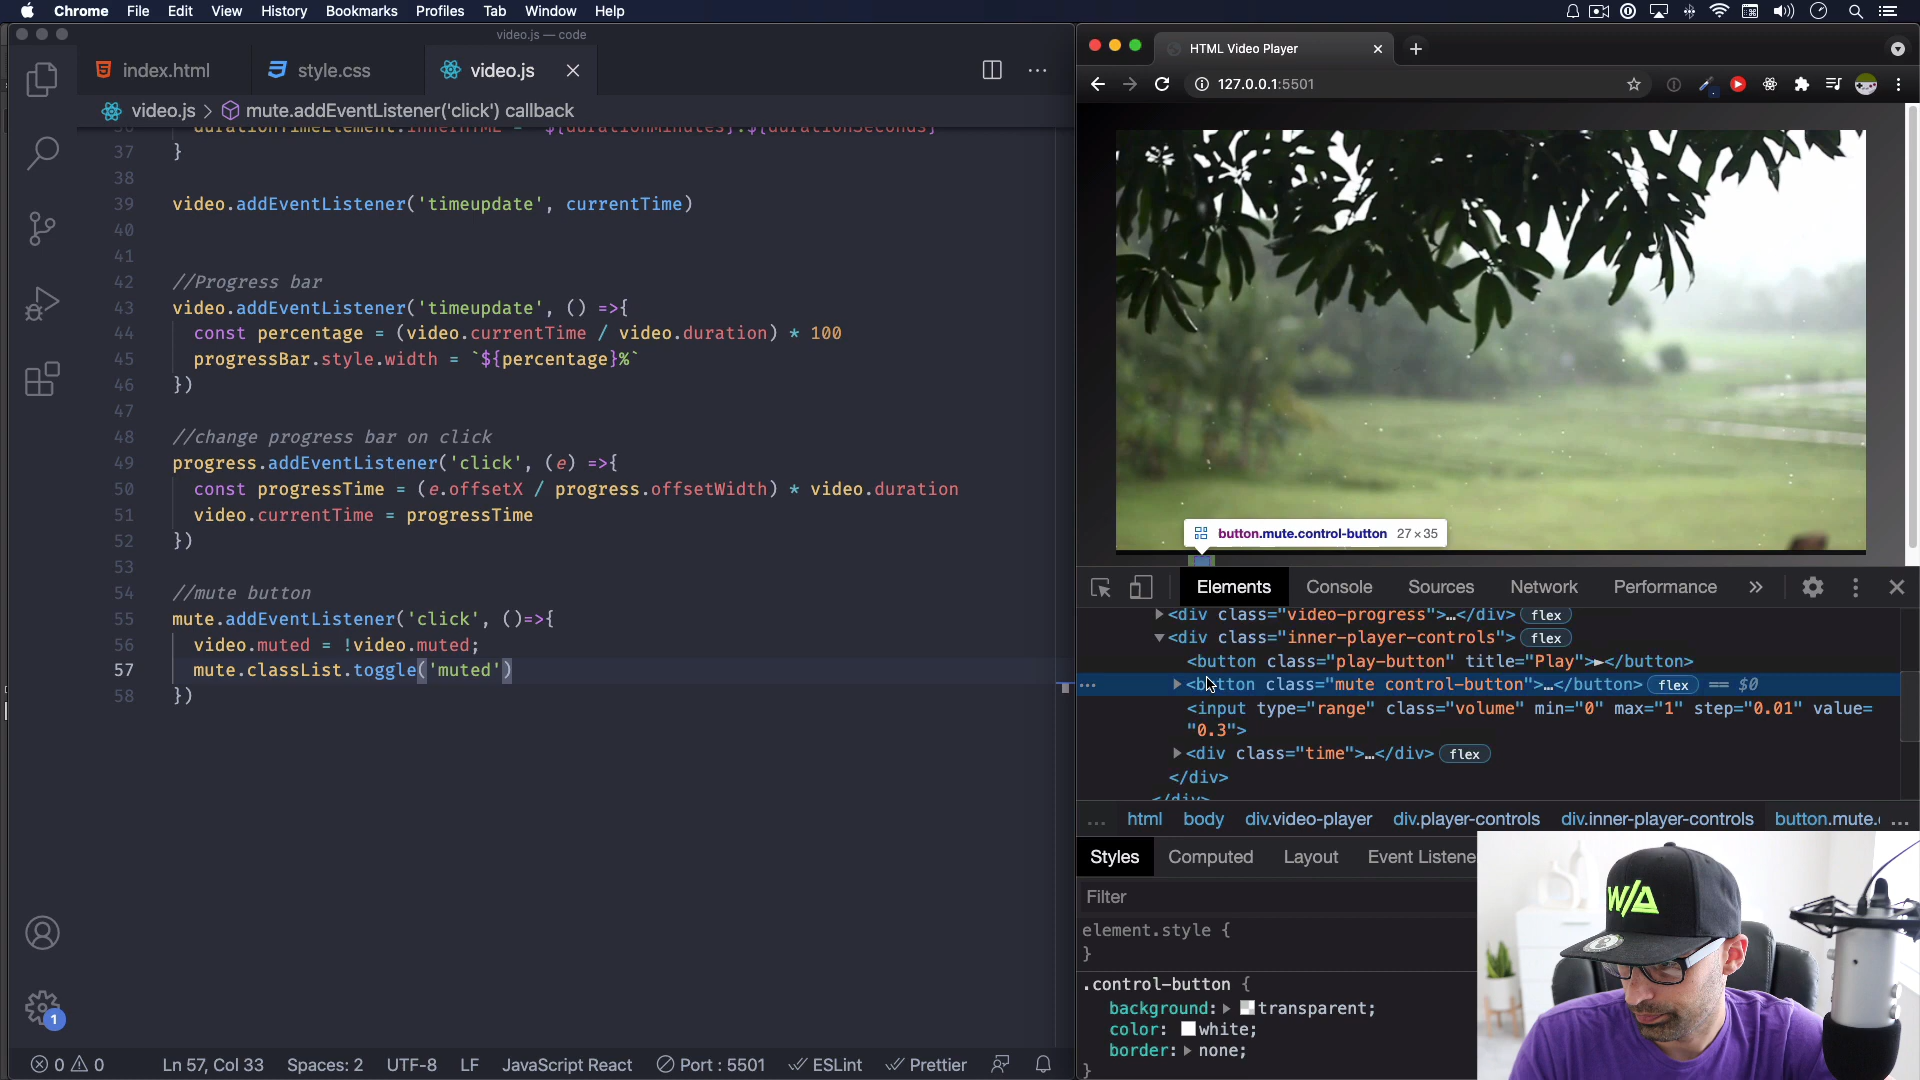 Chrome File Edit View History Bookmarks Profiles Tab Window Help
video.js — code
index.html style.css video.js
video.js > mute.addEventListener('click') callback
36 durationTimeElement.innerHTML = `${durationMinutes}:${durationSeconds}`
37 }
38
39 video.addEventListener('timeupdate', currentTime)
40
41
42 //Progress bar
43 video.addEventListener('timeupdate', () =>{
44 const percentage = (video.currentTime / video.duration) * 100
45 progressBar.style.width = `${percentage}%`
46 })
47
48 //change progress bar on click
49 progress.addEventListener('click', (e) =>{
50 const progressTime = (e.offsetX / progress.offsetWidth) * video.duration
51 video.currentTime = progressTime
52 })
53
54 //mute button
55 mute.addEventListener('click', ()=>{
56 video.muted = !video.muted;
57 mute.classList.toggle('muted')
58 })
1
0 0 Ln 57, Col 33 Spaces: 2 UTF-8 LF JavaScript React Port : 5501 ESLint Prettier
HTML Video Player
127.0.0.1:5501
button.mute.control-button 27×35
Elements Console Sources Network Performance »
<div class="video-progress">…</div> flex
<div class="inner-player-controls"> flex
<button class="play-button" title="Play">►</button>
… <button class="mute control-button">…</button> flex == $0
<input type="range" class="volume" min="0" max="1" step="0.01" value=
"0.3">
<div class="time">…</div> flex
</div>
</div>
… html body div.video-player div.player-controls div.inner-player-controls button.mute.c …
Styles Computed Layout Event Listene
Filter
element.style {
}
.control-button {
background: transparent;
color: white;
border: none;
}
W/A